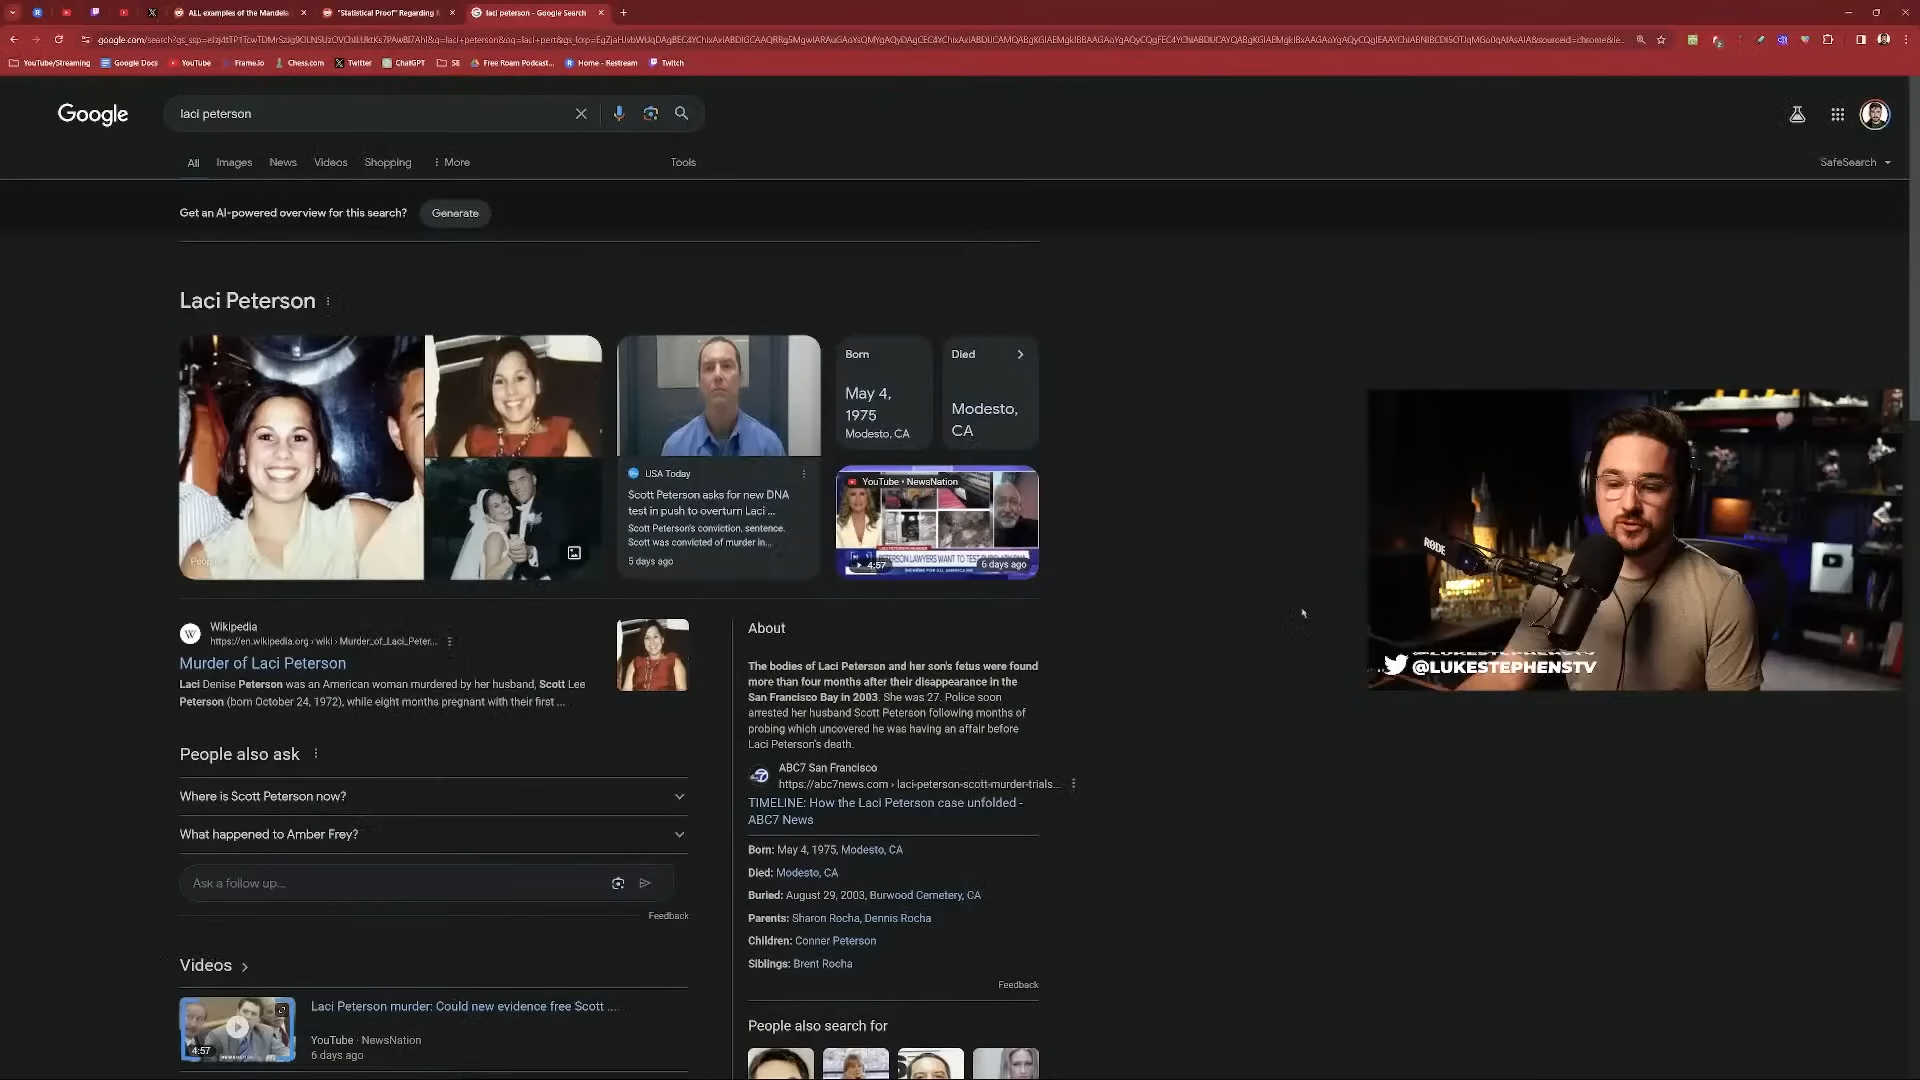 ALL examples of the Mandela
"Statistical Proof" Regarding
laci peterson - Google Search
YouTube/Streaming
Google Docs
YouTube
Frame.io
Chess.com
Twitter
ChatGPT
SE
Free Roam Podcast...
Home - Restream
Twitch
Google
laci peterson
All
Images
News
Videos
Shopping
More
Tools
SafeSearch
Get an AI-powered overview for this search?
Generate
Laci Peterson
People
USA Today
Scott Peterson asks for new DNA
test in push to overturn Laci ...
Scott Peterson's conviction, sentence.
Scott was convicted of murder in...
5 days ago
Born
May 4,
1975
Modesto, CA
Died
Modesto,
CA
YouTube • NewsNation
4:57
6 days ago
Wikipedia
https://en.wikipedia.org › wiki › Murder_of_Laci_Peter...
Murder of Laci Peterson
Laci Denise Peterson was an American woman murdered by her husband, Scott Lee
Peterson (born October 24, 1972), while eight months pregnant with their first ...
People also ask
Where is Scott Peterson now?
What happened to Amber Frey?
Ask a follow up...
Feedback
Videos
Laci Peterson murder: Could new evidence free Scott ....
YouTube · NewsNation
6 days ago
4:57
About
The bodies of Laci Peterson and her son's fetus were found
more than four months after their disappearance in the
San Francisco Bay in 2003. She was 27. Police soon
arrested her husband Scott Peterson following months of
probing which uncovered he was having an affair before
Laci Peterson's death.
ABC7 San Francisco
https://abc7news.com › laci-peterson-scott-murder-trials...
TIMELINE: How the Laci Peterson case unfolded -
ABC7 News
Born: May 4, 1975, Modesto, CA
Died: Modesto, CA
Buried: August 29, 2003, Burwood Cemetery, CA
Parents: Sharon Rocha, Dennis Rocha
Children: Conner Peterson
Siblings: Brent Rocha
Feedback
People also search for
RØDE
@LUKESTEPHENSTV